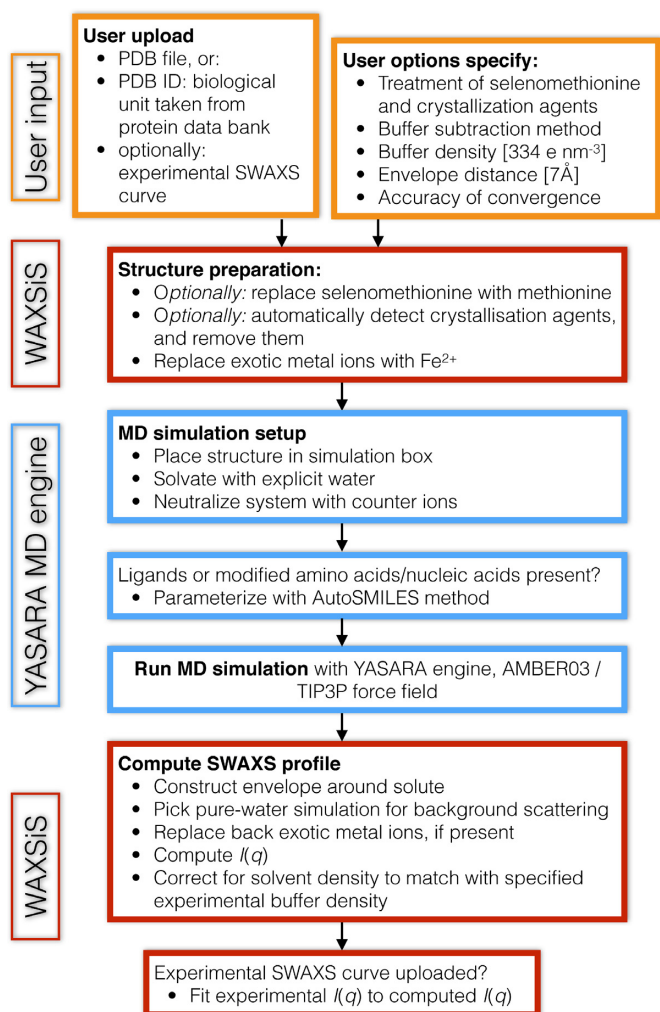 User input
User upload
• PDB file, or:
• PDB ID: biological
unit taken from
protein data bank
• optionally:
experimental SWAXS
curve
User options specify:
• Treatment of selenomethionine
and crystallization agents
• Buffer subtraction method
• Buffer density [334 e nm⁻³]
• Envelope distance [7Å]
• Accuracy of convergence
WAXSiS
Structure preparation:
• Optionally: replace selenomethionine with methionine
• Optionally: automatically detect crystallisation agents,
and remove them
• Replace exotic metal ions with Fe²⁺
YASARA MD engine
MD simulation setup
• Place structure in simulation box
• Solvate with explicit water
• Neutralize system with counter ions
Ligands or modified amino acids/nucleic acids present?
• Parameterize with AutoSMILES method
Run MD simulation with YASARA engine, AMBER03 /
TIP3P force field
WAXSiS
Compute SWAXS profile
• Construct envelope around solute
• Pick pure-water simulation for background scattering
• Replace back exotic metal ions, if present
• Compute I(q)
• Correct for solvent density to match with specified
experimental buffer density
Experimental SWAXS curve uploaded?
• Fit experimental I(q) to computed I(q)